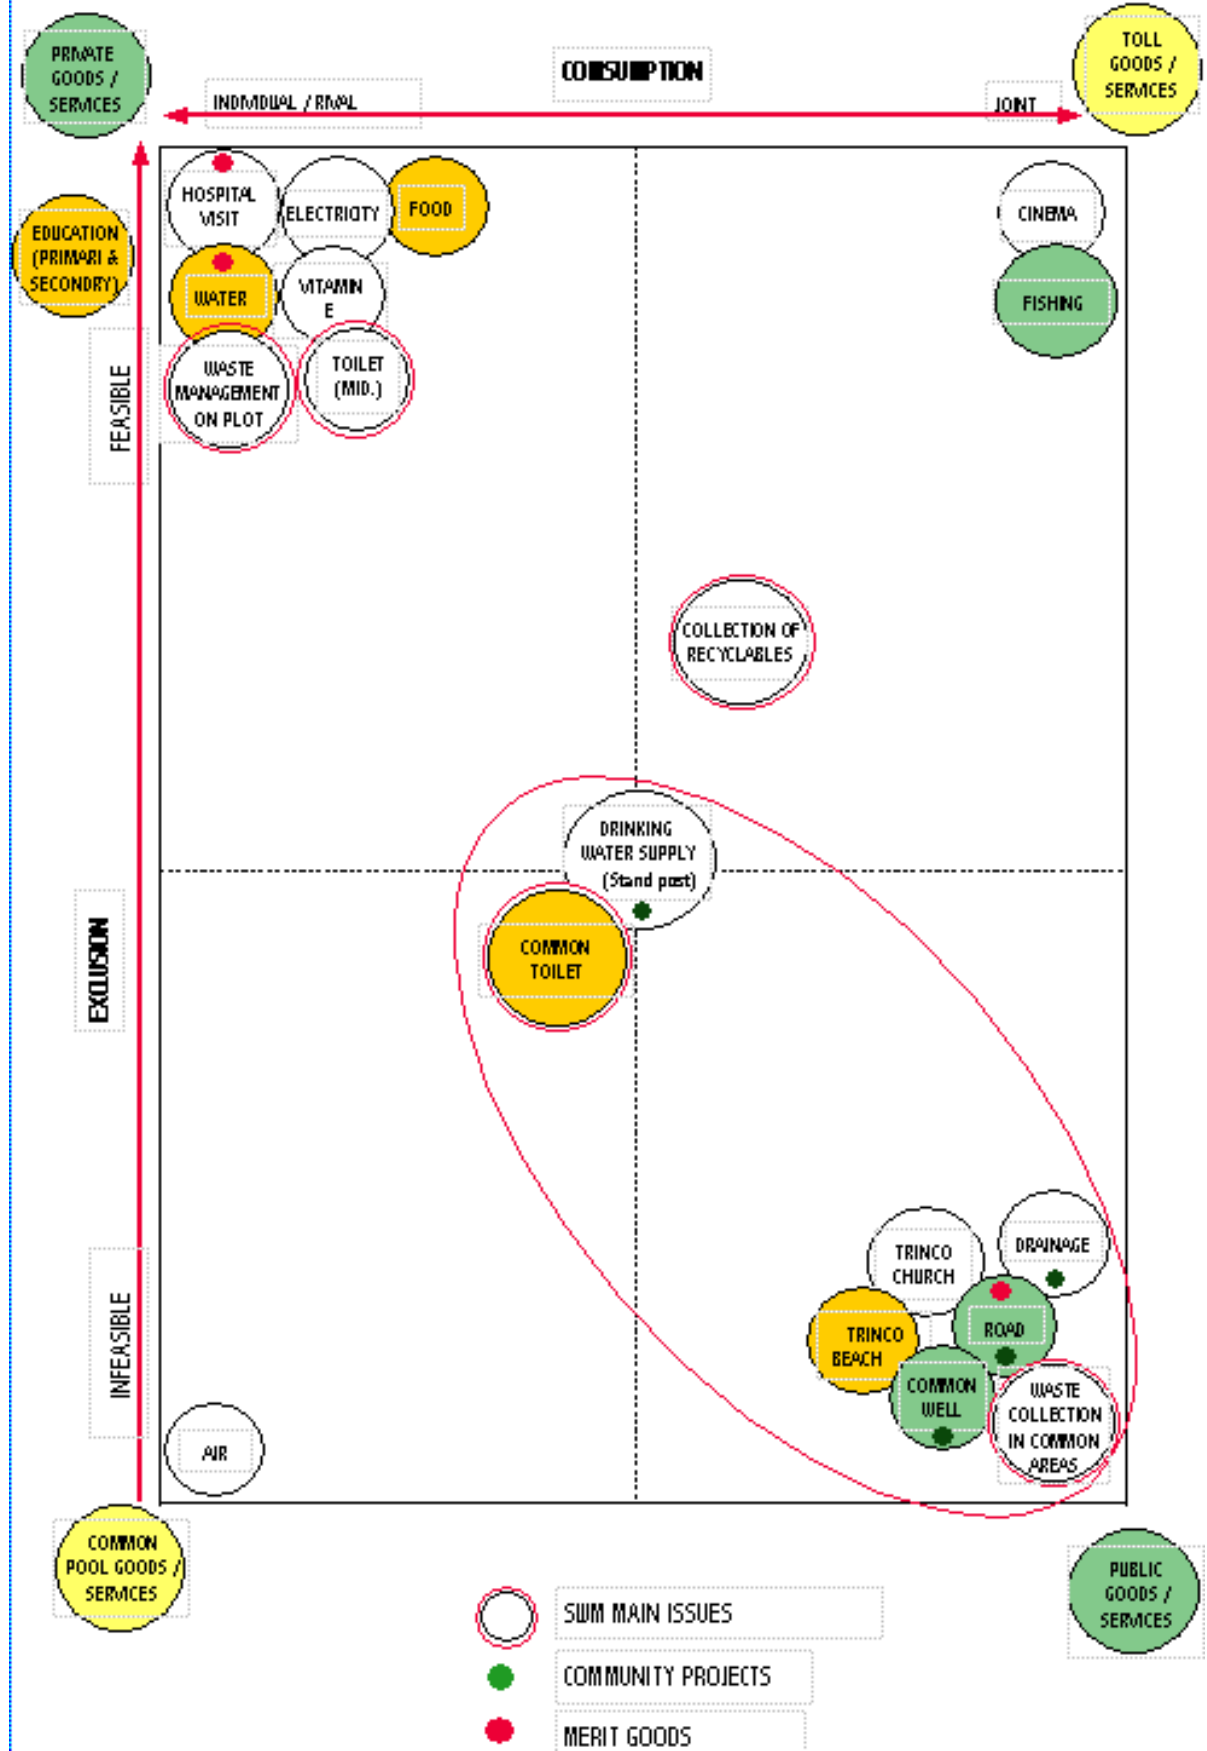 PRIVATE
GOODS /
SERVICES
CONSUMPTION
TOLL
GOODS /
SERVICES
INDIVIDUAL / RIVAL
JOINT
EDUCATION
(PRIMARI &
SECONDRY)
HOSPITAL
VISIT
ELECTRICITY
FOOD
CINEMA
WATER
VITAMIN
E
FISHING
FEASIBLE
WASTE
MANAGEMENT
ON PLOT
TOILET
(MID.)
COLLECTION OF
RECYCLABLES
DRINKING
WATER SUPPLY
(Stand post)
EXCLUSION
COMMON
TOILET
INFEASIBLE
TRINCO
CHURCH
DRAINAGE
TRINCO
BEACH
ROAD
COMMON
WELL
WASTE
COLLECTION
IN COMMON
AREAS
AIR
COMMON
POOL GOODS /
SERVICES
PUBLIC
GOODS /
SERVICES
SWM MAIN ISSUES
COMMUNITY PROJECTS
MERIT GOODS